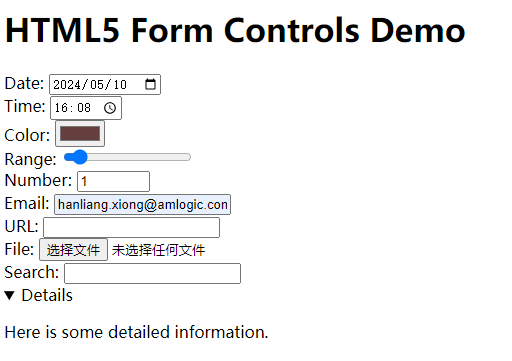 HTML5 Form Controls Demo
Date: 2024/05/10
Time: 16:08
Color:
Range:
Number: 1
Email: hanliang.xiong@amlogic.con
URL:
File: 选择文件 未选择任何文件
Search:
Details
Here is some detailed information.